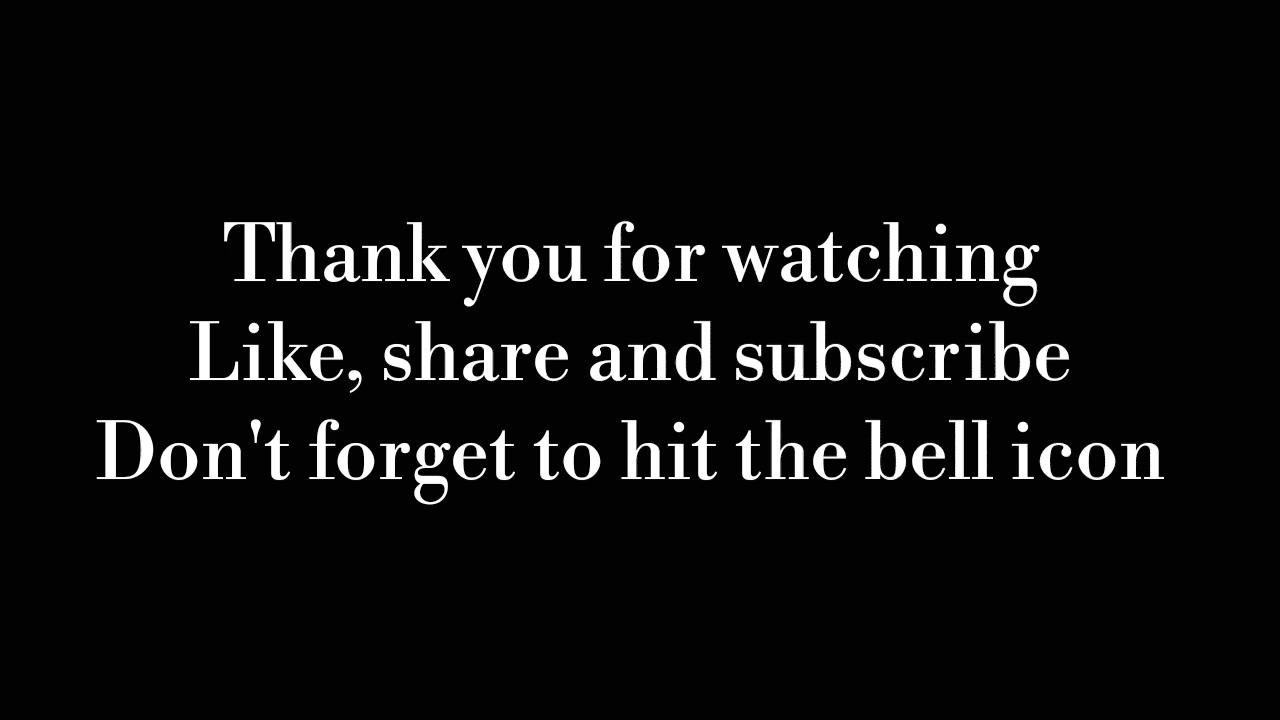 Thank you for watching
Like, share and subscribe
Don't forget to hit the bell icon